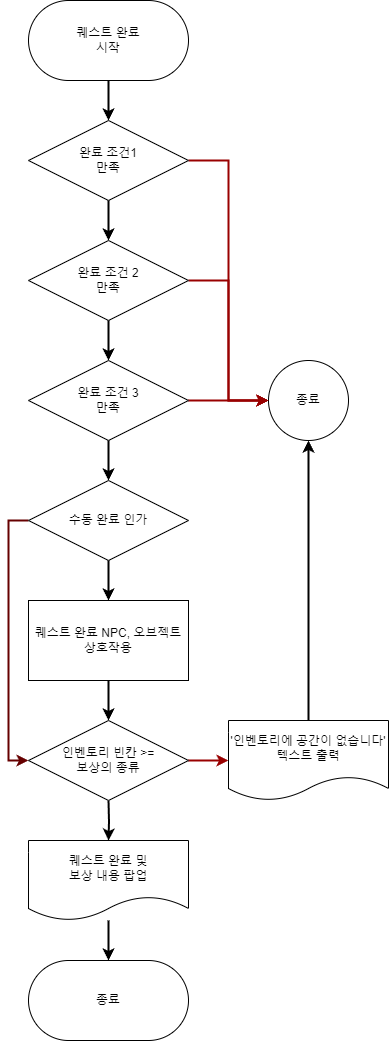 퀘스트 완료
시작
완료 조건1
만족
완료 조건 2
만족
완료 조건 3
만족
종료
수동 완료 인가
퀘스트 완료 NPC, 오브젝트
상호작용
인벤토리 빈칸 >=
보상의 종류
'인벤토리에 공간이 없습니다'
텍스트 출력
퀘스트 완료 및
보상 내용 팝업
종료